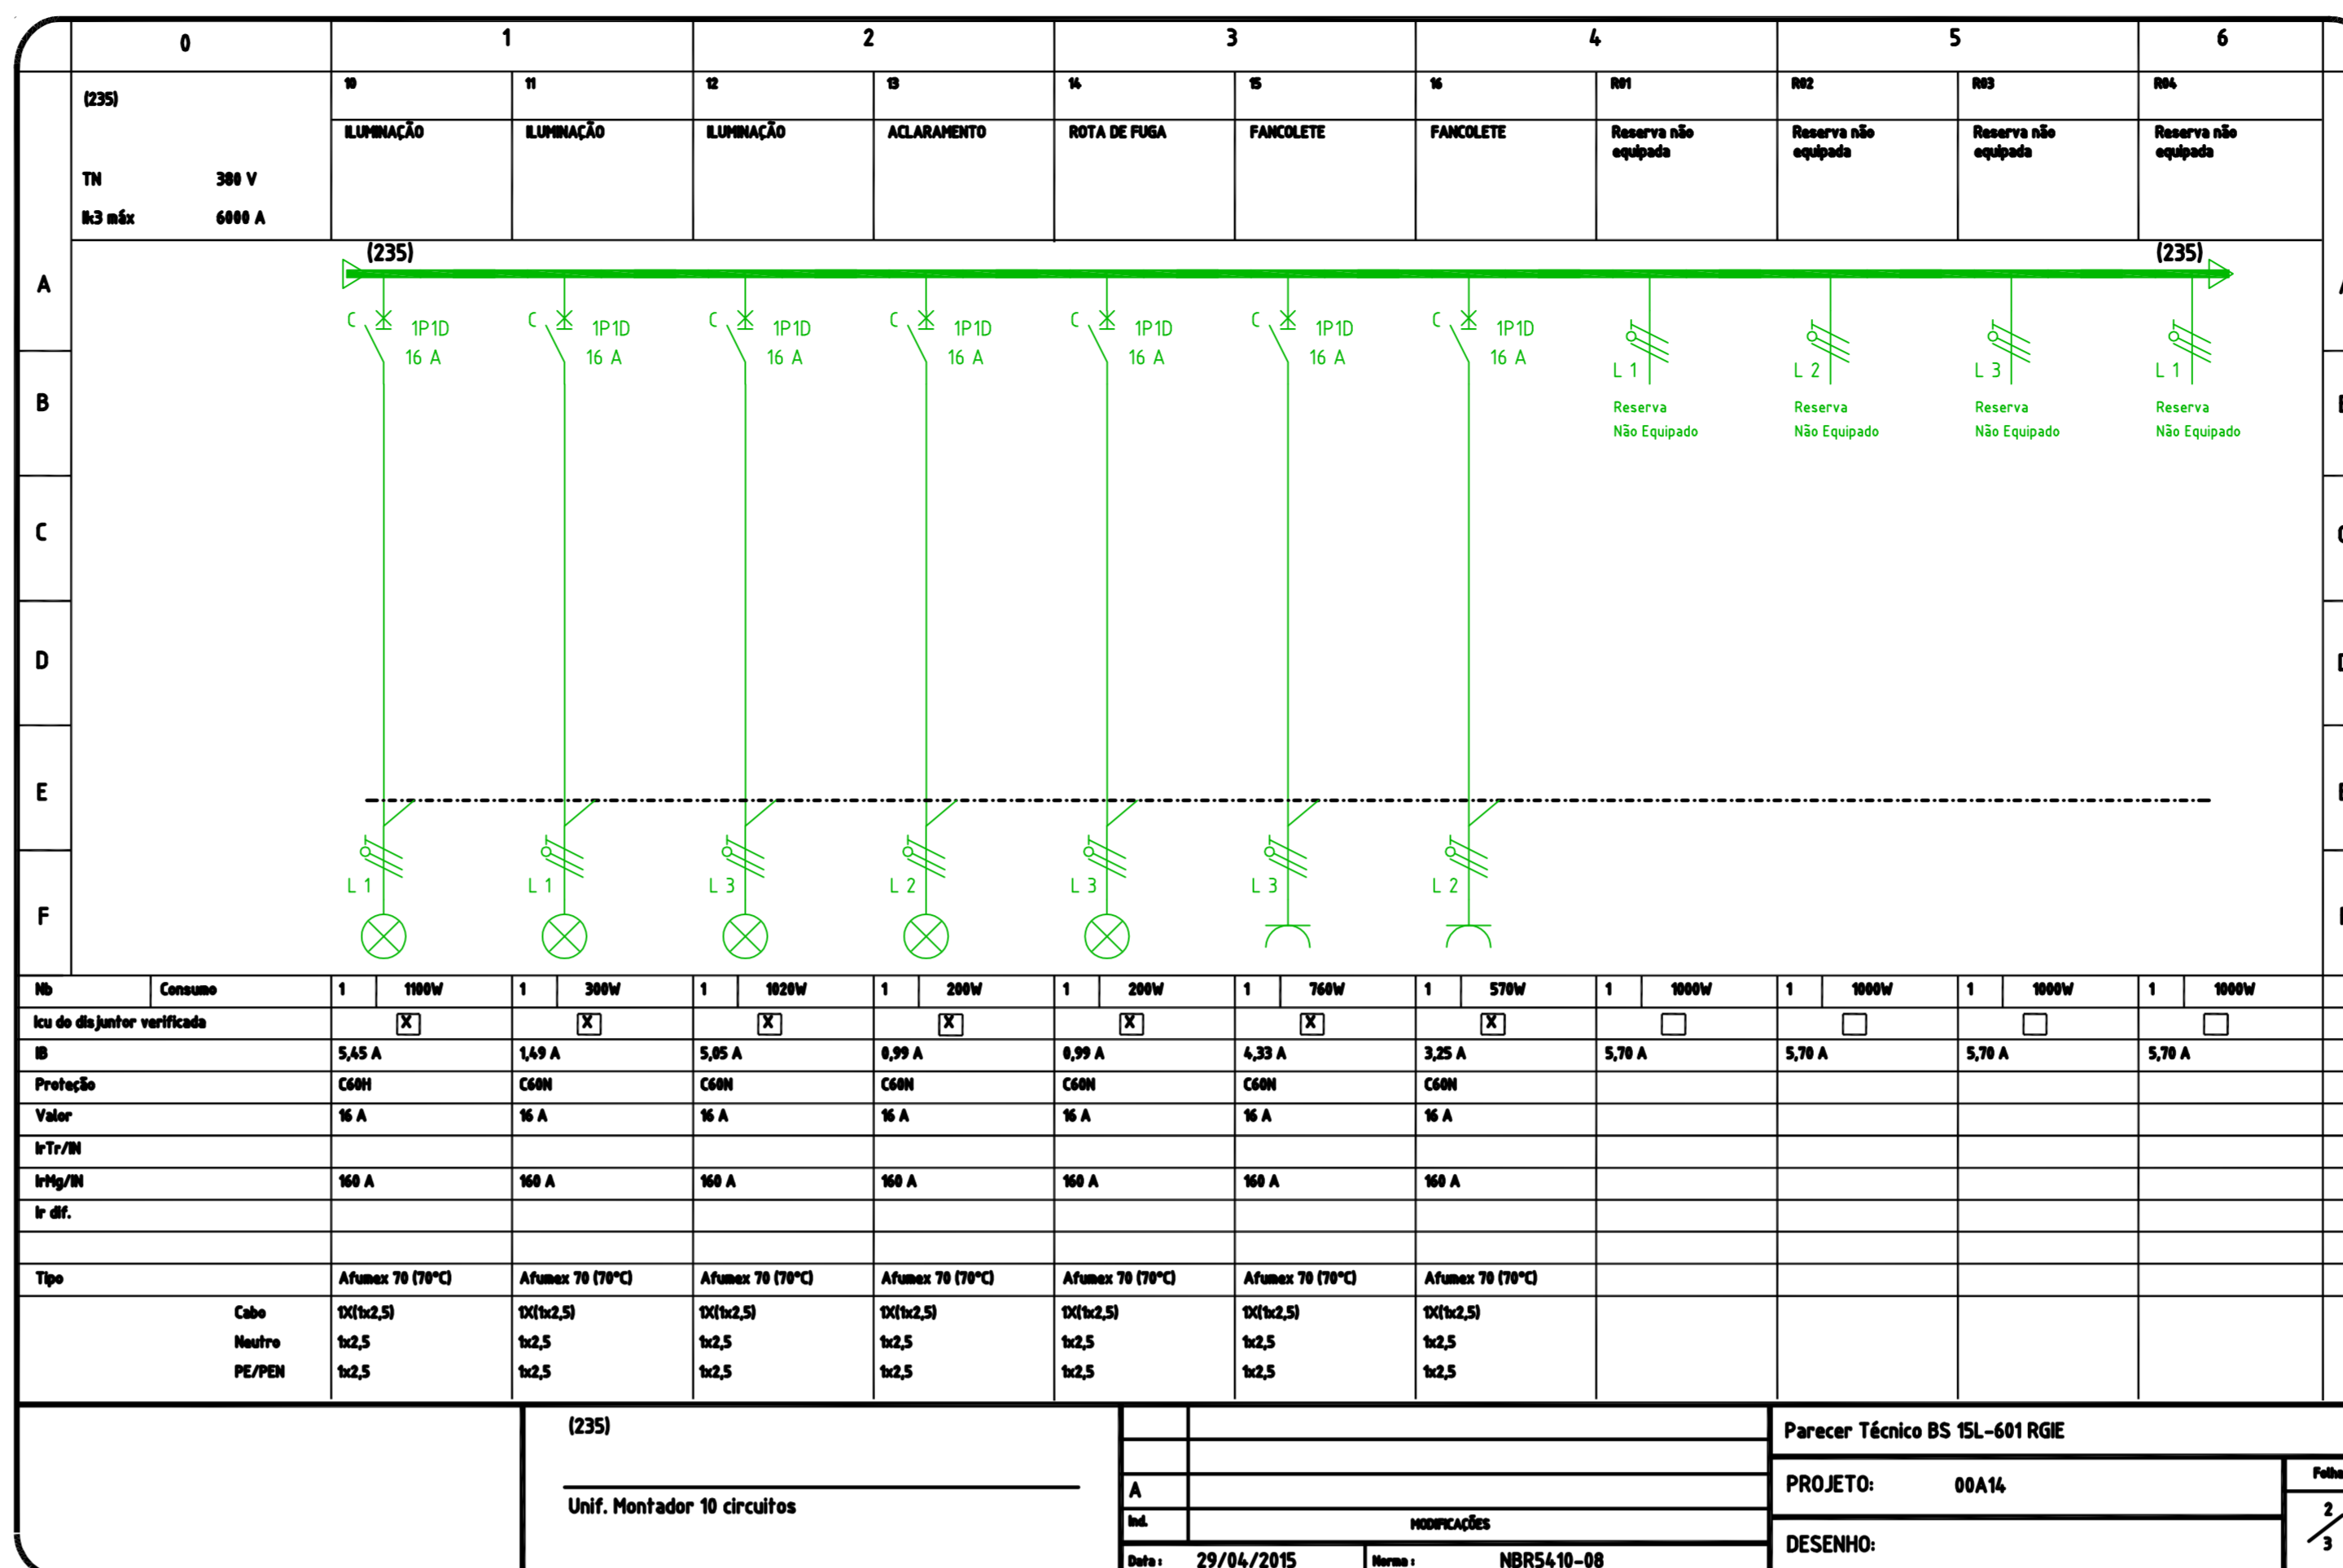 0 1 2 3 4 5 6
(235) 10 11 12 13 14 15 16 R01 R02 R03 R04
ILUMINAÇÃO ILUMINAÇÃO ILUMINAÇÃO ACLARAMENTO ROTA DE FUGA FANCOLETE FANCOLETE Reserva não Reserva não Reserva não Reserva não
equipada equipada equipada equipada
TN 380 V
Ik3 máx 6000 A
(235) (235)
A
C 1P1D C 1P1D C 1P1D C 1P1D C 1P1D C 1P1D C 1P1D
16 A 16 A 16 A 16 A 16 A 16 A 16 A
L 1 L 2 L 3 L 1
B Reserva Reserva Reserva Reserva
Não Equipado Não Equipado Não Equipado Não Equipado
C
D
E
L 1 L 1 L 3 L 2 L 3 L 3 L 2
F
Nb Consumo 1 1100W 1 300W 1 1020W 1 200W 1 200W 1 760W 1 570W 1 1000W 1 1000W 1 1000W 1 1000W
Icu do disjuntor verificada X X X X X X X
IB 5,45 A 1,49 A 5,05 A 0,99 A 0,99 A 4,33 A 3,25 A 5,70 A 5,70 A 5,70 A 5,70 A
Proteção C60H C60N C60N C60N C60N C60N C60N
Valor 16 A 16 A 16 A 16 A 16 A 16 A 16 A
IrTr/IN
IrMg/IN 160 A 160 A 160 A 160 A 160 A 160 A 160 A
Ir dif.
Tipo Afumex 70 (70°C) Afumex 70 (70°C) Afumex 70 (70°C) Afumex 70 (70°C) Afumex 70 (70°C) Afumex 70 (70°C) Afumex 70 (70°C)
Cabo 1X(1x2,5) 1X(1x2,5) 1X(1x2,5) 1X(1x2,5) 1X(1x2,5) 1X(1x2,5) 1X(1x2,5)
Neutro 1x2,5 1x2,5 1x2,5 1x2,5 1x2,5 1x2,5 1x2,5
PE/PEN 1x2,5 1x2,5 1x2,5 1x2,5 1x2,5 1x2,5 1x2,5
(235)
Unif. Montador 10 circuitos
A
Ind. MODIFICAÇÕES
Data : 29/04/2015 Norma : NBR5410-08
Parecer Técnico BS 15L-601 RGIE
PROJETO: 00A14
DESENHO:
2
3